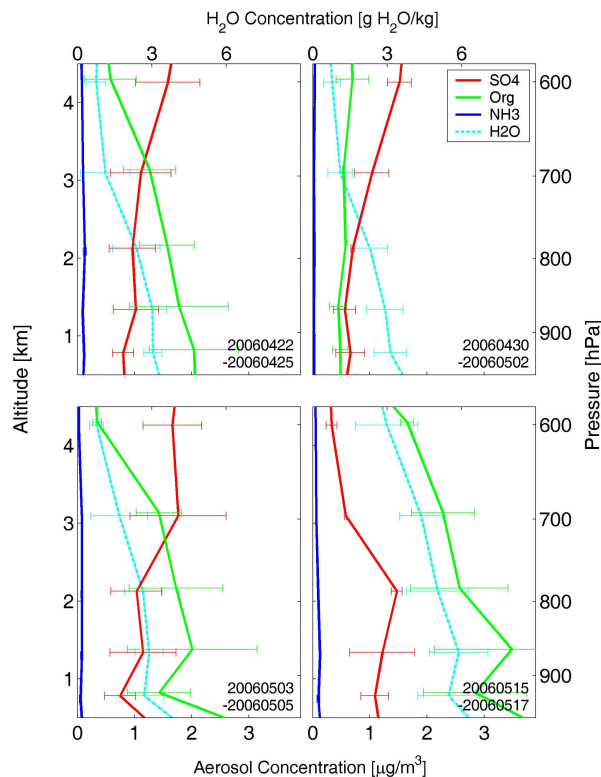 H2O Concentration [g H2O/kg]
0 3 6 0 3 6
4
3
2
1
20060422
-20060425
SO4
Org
NH3
H2O
600
700
800
900
20060430
-20060502
Altitude [km]
Pressure [hPa]
4
3
2
1
20060503
-20060505
600
700
800
900
20060515
-20060517
0 1 2 3 0 1 2 3
Aerosol Concentration [μg/m3]